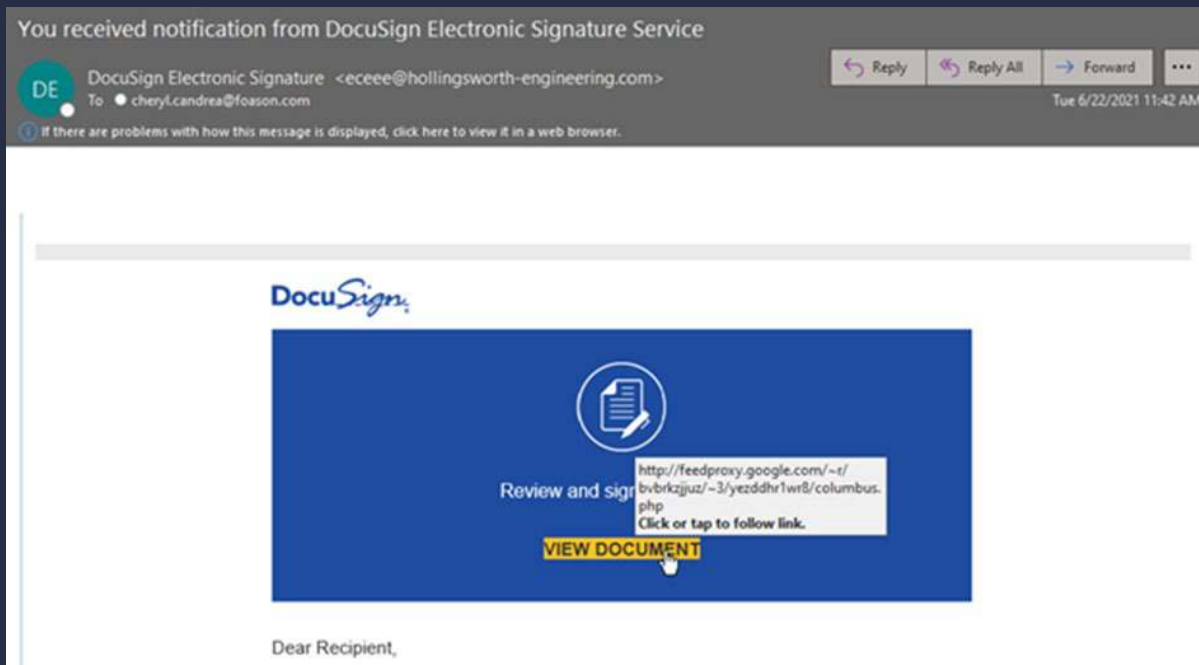 You received notification from DocuSign Electronic Signature Service
DE
DocuSign Electronic Signature <eceee@hollingsworth-engineering.com>
To cheryl.candrea@foason.com
Reply
Reply All
Forward
...
Tue 6/22/2021 11:42 AM
If there are problems with how this message is displayed, click here to view it in a web browser.
DocuSign
Review and sign
http://feedproxy.google.com/~r/
bvbrkzjjuz/~3/yezddhr1wr8/columbus.
php
Click or tap to follow link.
VIEW DOCUMENT
Dear Recipient,